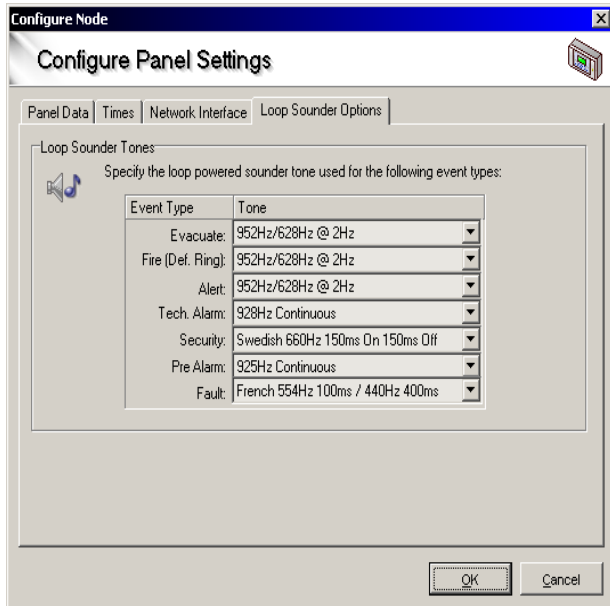 Configure Node
Configure Panel Settings
Panel Data Times Network Interface Loop Sounder Options
Loop Sounder Tones
Specify the loop powered sounder tone used for the following event types:
Event Type Tone
Evacuate: 952Hz/628Hz @ 2Hz
Fire (Def. Ring): 952Hz/628Hz @ 2Hz
Alert: 952Hz/628Hz @ 2Hz
Tech. Alarm: 928Hz Continuous
Security: Swedish 660Hz 150ms On 150ms Off
Pre Alarm: 925Hz Continuous
Fault: French 554Hz 100ms / 440Hz 400ms
OK Cancel